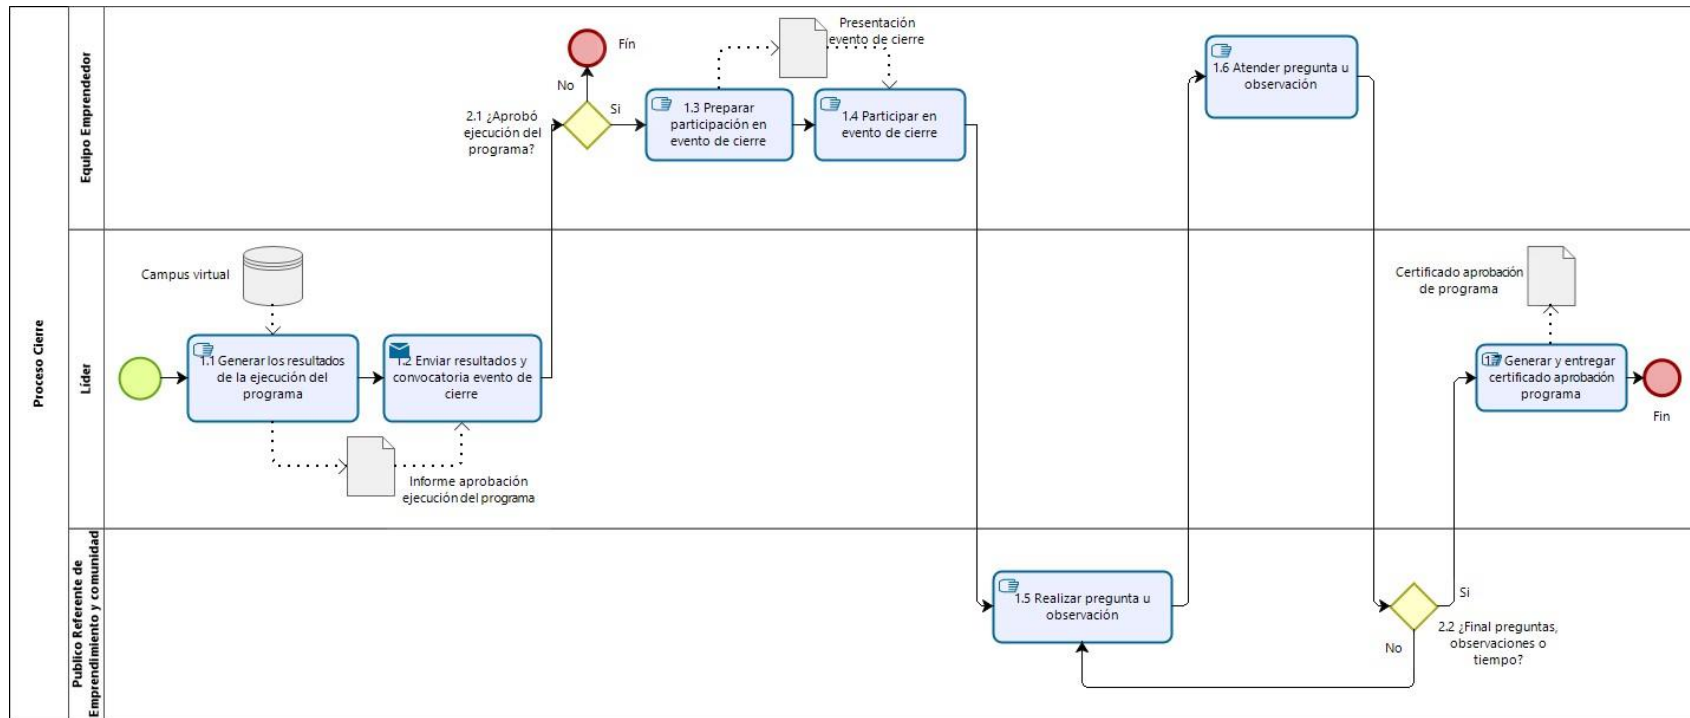 Proceso Cierre
Equipo Emprendedor
Fín
No
2.1 ¿Aprobó
ejecución del
programa?
Si
1.3 Preparar
participación en
evento de cierre
Presentación
evento de cierre
1.4 Participar en
evento de cierre
1.6 Atender pregunta u
observación
Líder
Campus virtual
1.1 Generar los resultados
de la ejecución del
programa
1.2 Enviar resultados y
convocatoria evento de
cierre
Informe aprobación
ejecución del programa
Certificado aprobación
de programa
1.7 Generar y entregar
certificado aprobación
programa
Fin
Publico Referente de
Emprendimiento y comunidad
1.5 Realizar pregunta u
observación
Si
No
2.2 ¿Final preguntas,
observaciones o
tiempo?